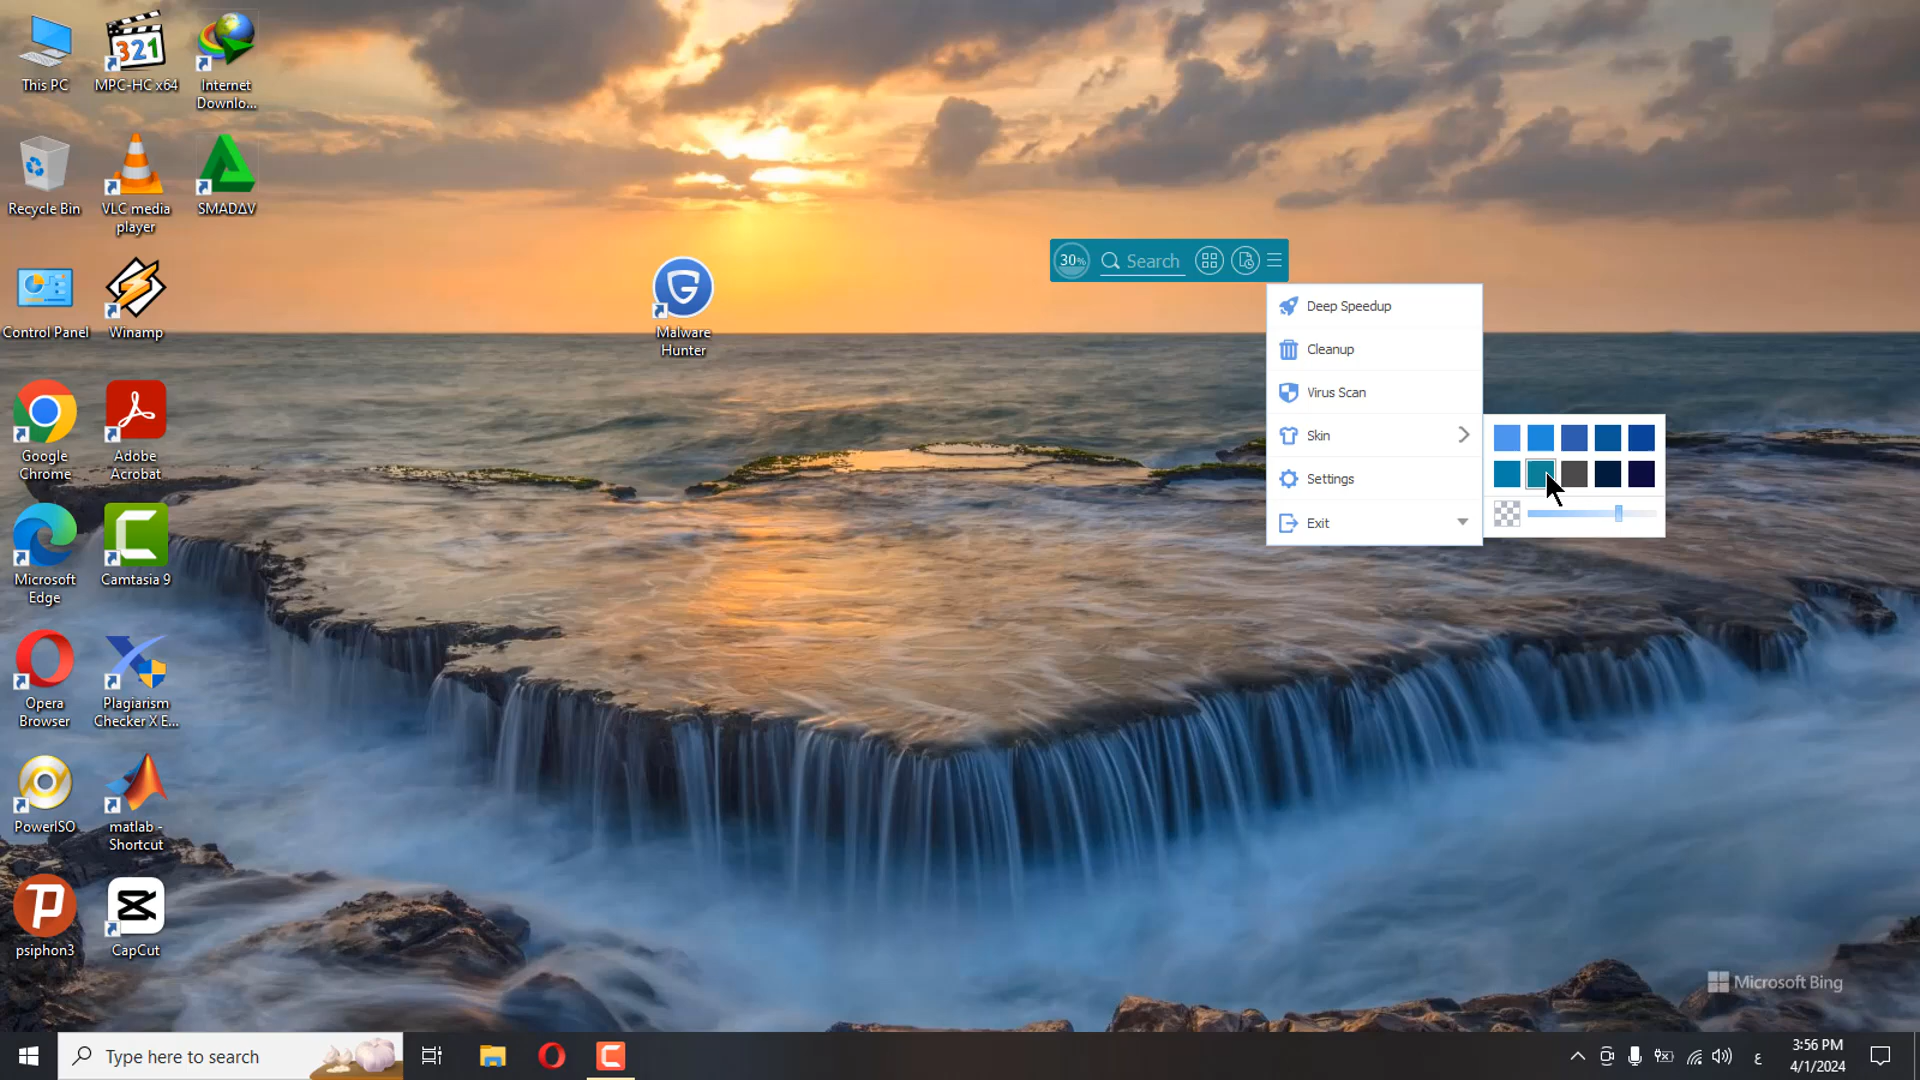 This PC
MPC-HC x64
Internet
Downlo...
Recycle Bin
VLC media
player
SMADΔV
Control Panel
Winamp
Malware
Hunter
Google
Chrome
Adobe
Acrobat
Microsoft
Edge
Camtasia 9
Opera
Browser
Plagiarism
Checker X E...
PowerISO
matlab -
Shortcut
psiphon3
CapCut
321
30%
Search
Deep Speedup
Cleanup
Virus Scan
Skin
Settings
Exit
Microsoft Bing
Type here to search
ع
3:56 PM
4/1/2024